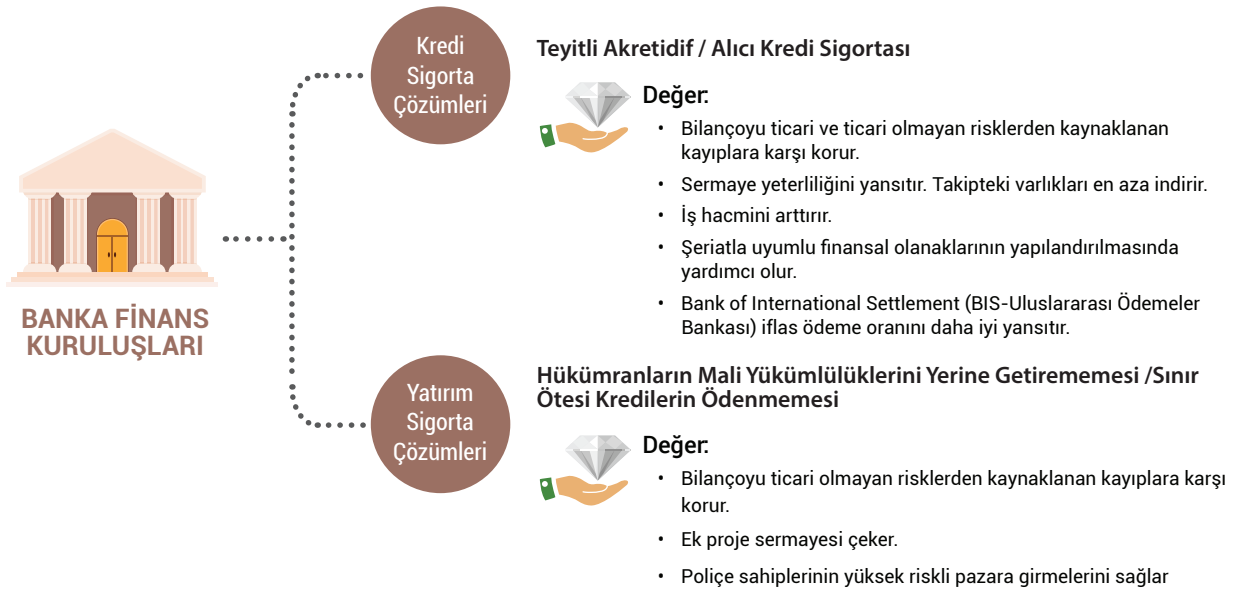 BANKA FİNANS
KURULUŞLARI
Kredi
Sigorta
Çözümleri
Teyitli Akretidif / Alıcı Kredi Sigortası
Değer:
• Bilançoyu ticari ve ticari olmayan risklerden kaynaklanan
kayıplara karşı korur.
• Sermaye yeterliliğini yansıtır. Takipteki varlıkları en aza indirir.
• İş hacmini arttırır.
• Şeriatla uyumlu finansal olanaklarının yapılandırılmasında
yardımcı olur.
• Bank of International Settlement (BIS-Uluslararası Ödemeler
Bankası) iflas ödeme oranını daha iyi yansıtır.
Yatırım
Sigorta
Çözümleri
Hükümranların Mali Yükümlülüklerini Yerine Getirememesi /Sınır
Ötesi Kredilerin Ödenmemesi
Değer:
• Bilançoyu ticari olmayan risklerden kaynaklanan kayıplara karşı
korur.
• Ek proje sermayesi çeker.
• Poliçe sahiplerinin yüksek riskli pazara girmelerini sağlar